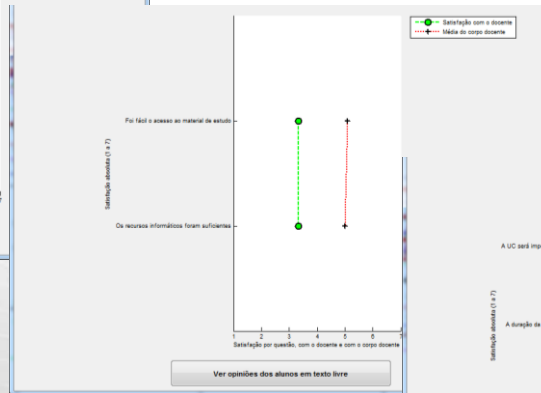 Satisfação com o docente
Média do corpo docente
Foi fácil o acesso ao material de estudo
Satisfação absoluta (1 a 7)
Os recursos informáticos foram suficientes
1 2 3 4 5 6 7
Satisfação por questão, com o docente e com o corpo docente
Ver opiniões dos alunos em texto livre
A UC será imp
Satisfação absoluta (1 a 7)
A duração da